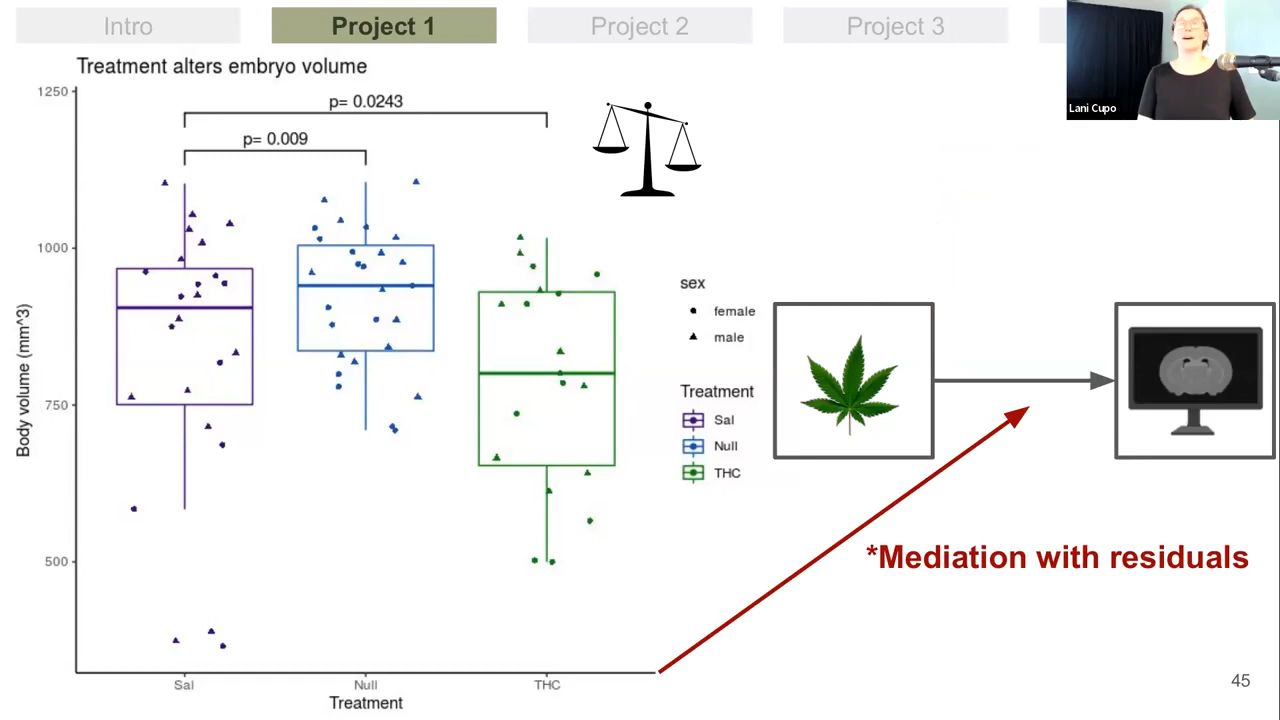 Intro
Project 1
Project 2
Project 3
Lani Cupo
Treatment alters embryo volume
1250
1000
750
500
Body volume (mm^3)
p= 0.0243
p= 0.009
Sal
Null
THC
Treatment
sex
female
male
Treatment
Sal
Null
THC
*Mediation with residuals
45